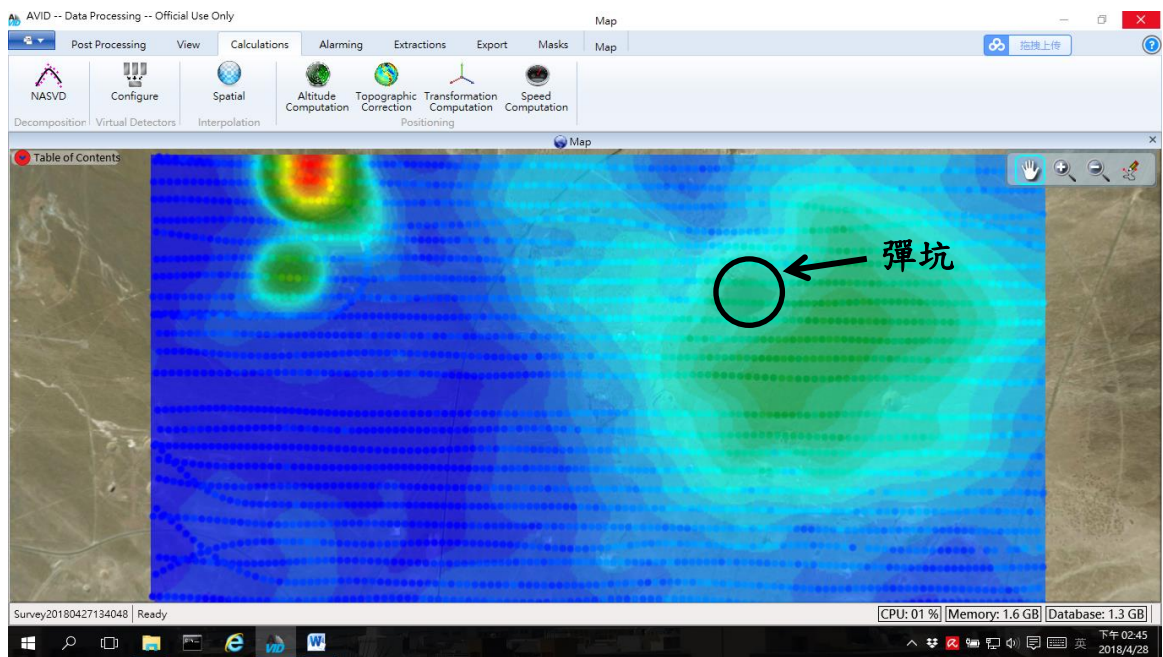 AVID -- Data Processing -- Official Use Only
Map
Post Processing View Calculations Alarming Extractions Export Masks Map
拖拽上传
NASVD Configure Spatial Altitude Computation Topographic Correction Transformation Computation Speed Computation
Decomposition Virtual Detectors Interpolation Positioning
Map
Table of Contents
彈坑
Survey20180427134048 Ready CPU: 01 % Memory: 1.6 GB Database: 1.3 GB
英 下午 02:45
2018/4/28